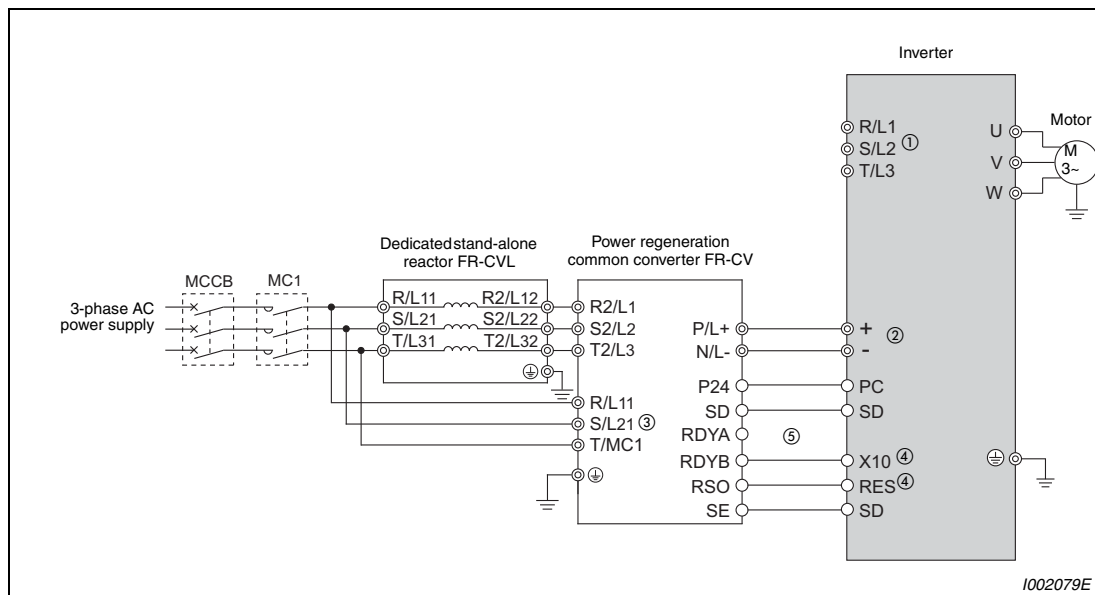 Inverter
R/L1
S/L2 ①
T/L3
U
V
W
Motor
M
3~
Dedicated stand-alone
reactor FR-CVL
Power regeneration
common converter FR-CV
MCCB
MC1
3-phase AC
power supply
R/L11
R2/L12
S/L21
S2/L22
T/L31
T2/L32
R2/L1
S2/L2
T2/L3
R/L11
S/L21 ③
T/MC1
P/L+
N/L-
P24
SD
RDYA
RDYB
RSO
SE
⑤
+
②
-
PC
SD
X10 ④
RES ④
SD
I002079E